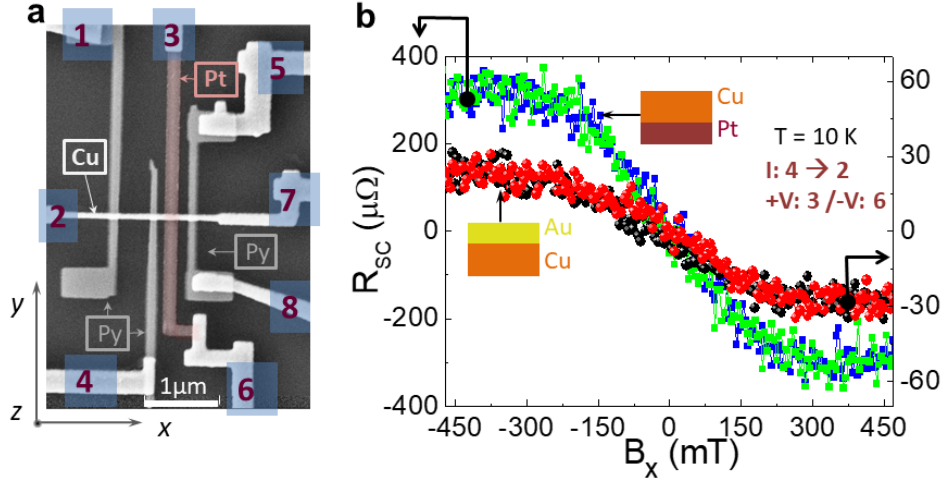 a
1
3
Pt
5
Cu
2
7
Py
Py
8
4
6
1μm
y
z
x
b
400
200
0
-200
-400
R_SC (μΩ)
60
30
0
-30
-60
Cu
Pt
T = 10 K
I: 4 → 2
+V: 3 /-V: 6
Au
Cu
-450 -300 -150 0 150 300 450
B_x (mT)